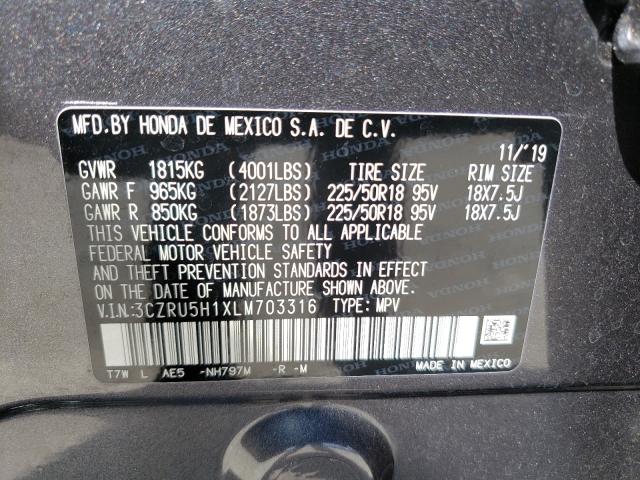 MFD.BY HONDA DE MEXICO S.A. DE C.V.
11/'19
GVWR 1815KG (4001LBS) TIRE SIZE RIM SIZE
GAWR F 965KG (2127LBS) 225/50R18 95V 18X7.5J
GAWR R 850KG (1873LBS) 225/50R18 95V 18X7.5J
THIS VEHICLE CONFORMS TO ALL APPLICABLE
FEDERAL MOTOR VEHICLE SAFETY
AND THEFT PREVENTION STANDARDS IN EFFECT
ON THE DATE OF MANUFACTURE SHOWN ABOVE.
V.I.N:3CZRU5H1XLM703316 TYPE: MPV
T7W L AE5 -NH797M -R -M
MADE IN MEXICO